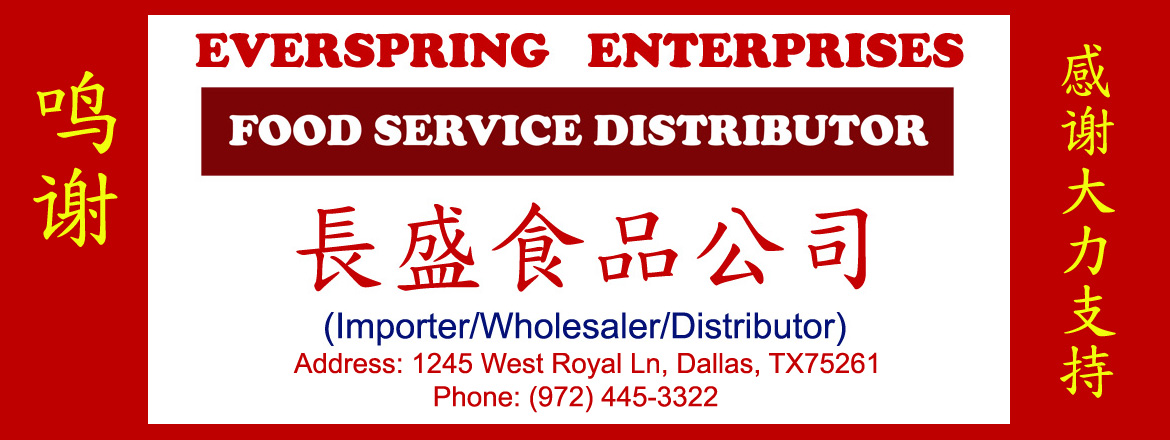 鸣谢
EVERSPRING ENTERPRISES
FOOD SERVICE DISTRIBUTOR
長盛食品公司
(Importer/Wholesaler/Distributor)
Address: 1245 West Royal Ln, Dallas, TX75261
Phone: (972) 445-3322
感谢大力支持